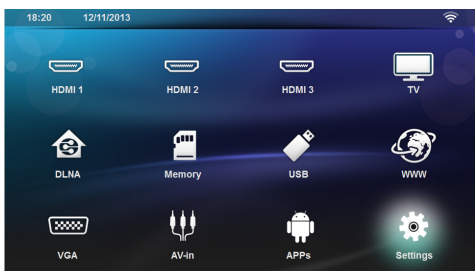 18:20 12/11/2013
HDMI 1 HDMI 2 HDMI 3 TV
DLNA Memory USB WWW
VGA AV-in APPs Settings